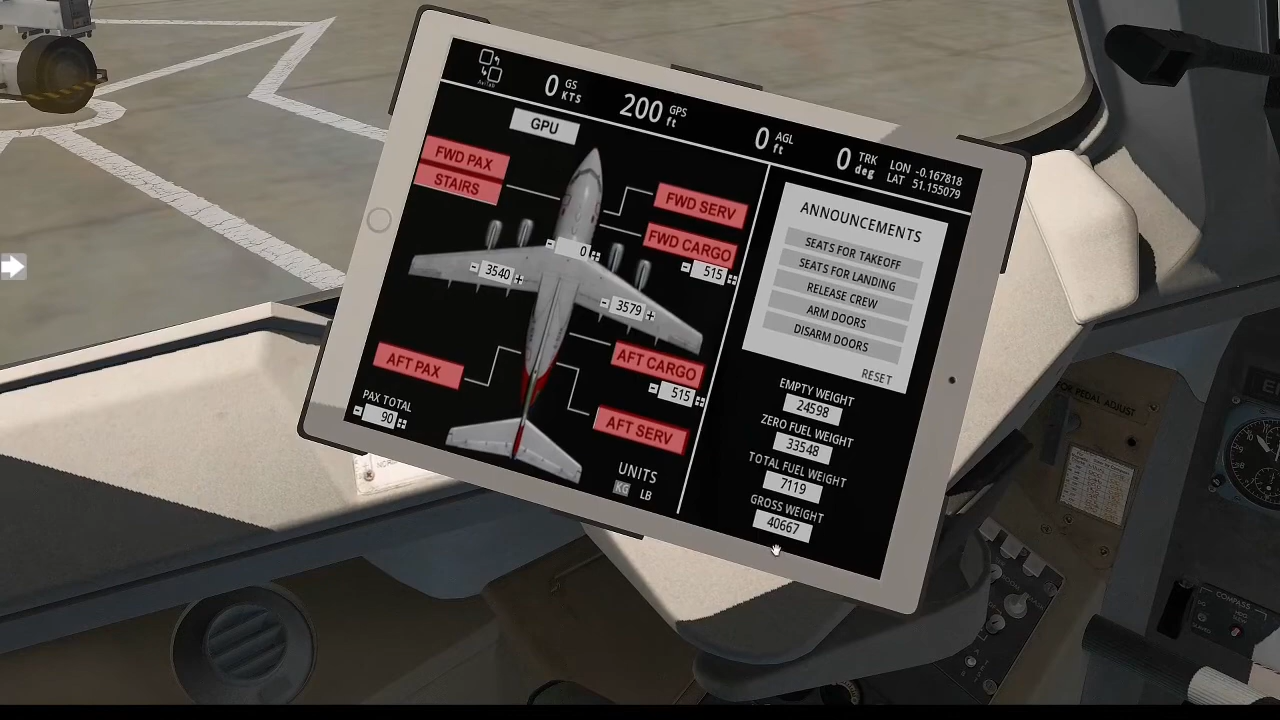 0 GS KTS
200 GPS ft
0 AGL ft
0 TRK deg
LON -0.167818
LAT 51.155079
GPU
FWD PAX
STAIRS
FWD SERV
FWD CARGO
- 515
- 0
- 3540 +
- 3579 +
AFT PAX
AFT CARGO
- 515
AFT SERV
PAX TOTAL
- 90
UNITS
KG LB
ANNOUNCEMENTS
SEATS FOR TAKEOFF
SEATS FOR LANDING
RELEASE CREW
ARM DOORS
DISARM DOORS
RESET
EMPTY WEIGHT
24598
ZERO FUEL WEIGHT
33548
TOTAL FUEL WEIGHT
7119
GROSS WEIGHT
40667
FOR PEDAL ADJUST
COMPASS